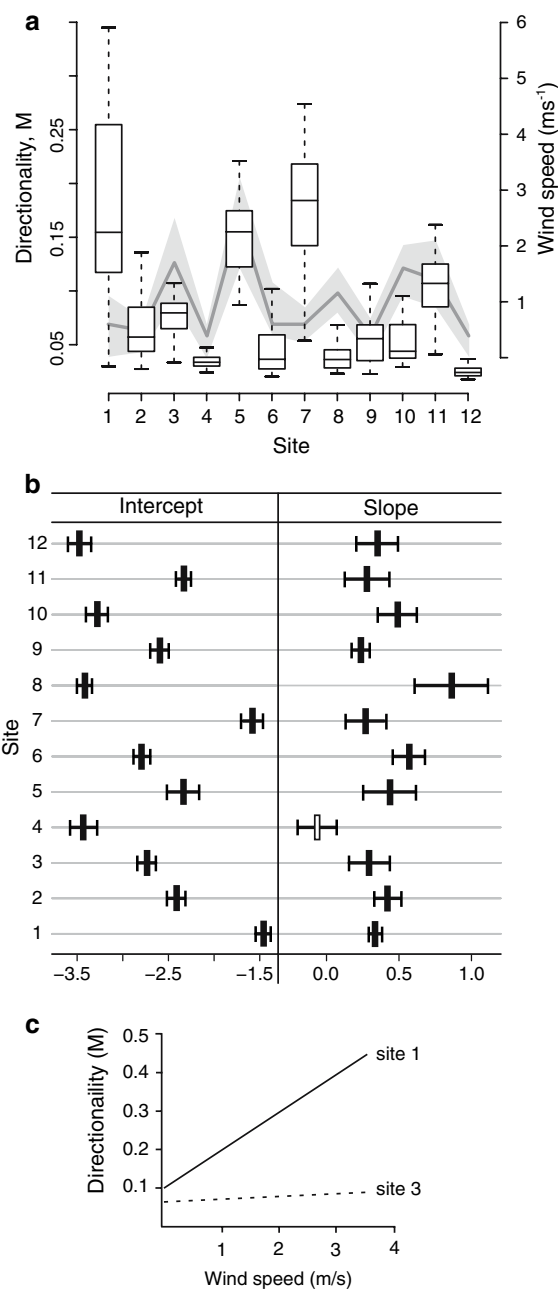 a
Directionality, M
0.05 0.15 0.25
Wind speed (ms⁻¹)
1 2 3 4 5 6
1 2 3 4 5 6 7 8 9 10 11 12
Site
b
Intercept Slope
Site
12
11
10
9
8
7
6
5
4
3
2
1
−3.5 −2.5 −1.5 0.0 0.5 1.0
c
Directionaility (M)
0.5
0.4
0.3
0.2
0.1
site 1
site 3
1 2 3 4
Wind speed (m/s)